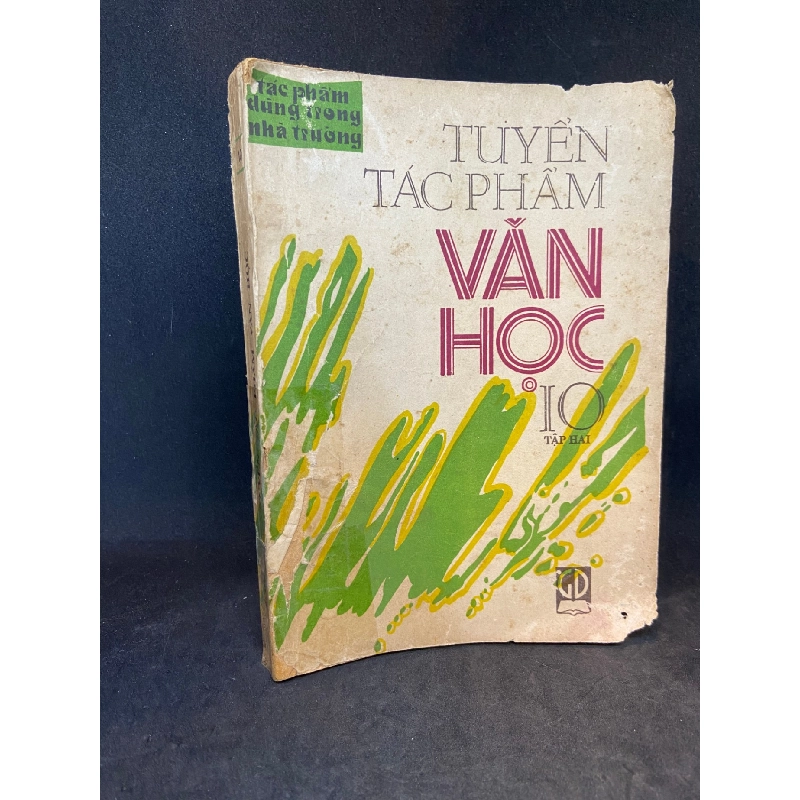 tác phẩm
dùng trong
nhà trường
TUYỂN
TÁC PHẨM
VĂN
HỌC
10
TẬP HAI
GD